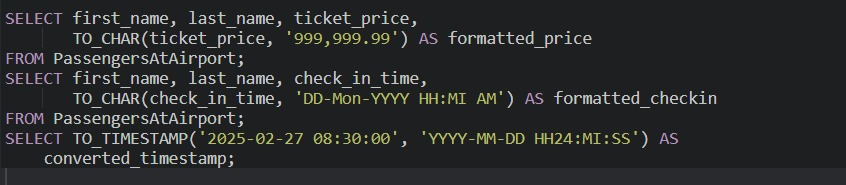 SELECT first_name, last_name, ticket_price,
TO_CHAR(ticket_price, '999,999.99') AS formatted_price
FROM PassengersAtAirport;
SELECT first_name, last_name, check_in_time,
TO_CHAR(check_in_time, 'DD-Mon-YYYY HH:MI AM') AS formatted_checkin
FROM PassengersAtAirport;
SELECT TO_TIMESTAMP('2025-02-27 08:30:00', 'YYYY-MM-DD HH24:MI:SS') AS
converted_timestamp;